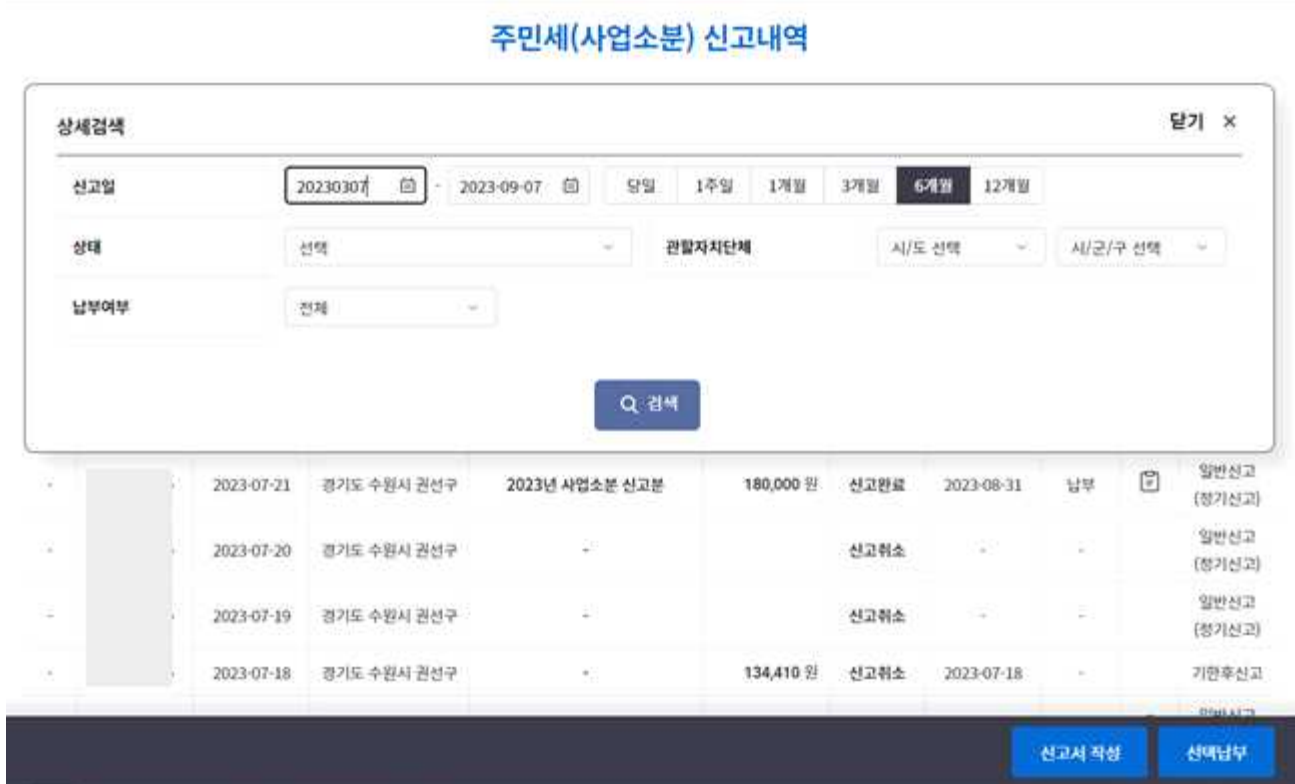 주민세(사업소분) 신고내역
상세검색 닫기 ×
신고일 20230307 - 2023-09-07 당일 1주일 1개월 3개월 6개월 12개월
상태 선택 관할자치단체 시/도 선택 시/군/구 선택
납부여부 전체
검색
- 2023-07-21 경기도 수원시 권선구 2023년 사업소분 신고분 180,000 원 신고완료 2023-08-31 납부 일반신고
(정기신고)
- 2023-07-20 경기도 수원시 권선구 - 신고취소 - - 일반신고
(정기신고)
- 2023-07-19 경기도 수원시 권선구 - 신고취소 - - 일반신고
(정기신고)
- 2023-07-18 경기도 수원시 권선구 - 134,410 원 신고취소 2023-07-18 - 기한후신고
신고서 작성 선택납부